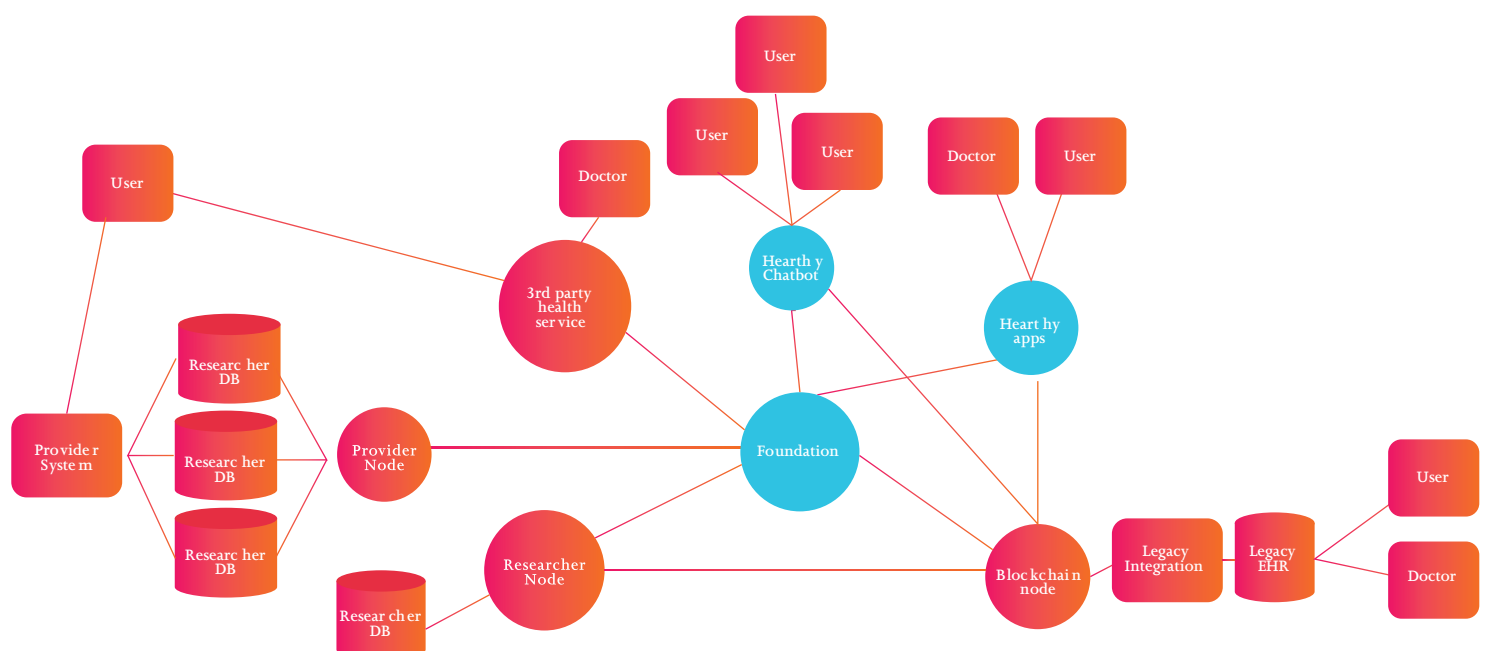 User
User
User
Doctor
User
User
Doctor
Hearthy
Chatbot
3rd party
health
service
Hearthy
apps
Researcher
DB
Provider
System
Researcher
DB
Provider
Node
Foundation
Researcher
DB
Researcher
Node
Blockchain
node
Legacy
Integration
Legacy
EHR
User
Doctor
Researcher
DB